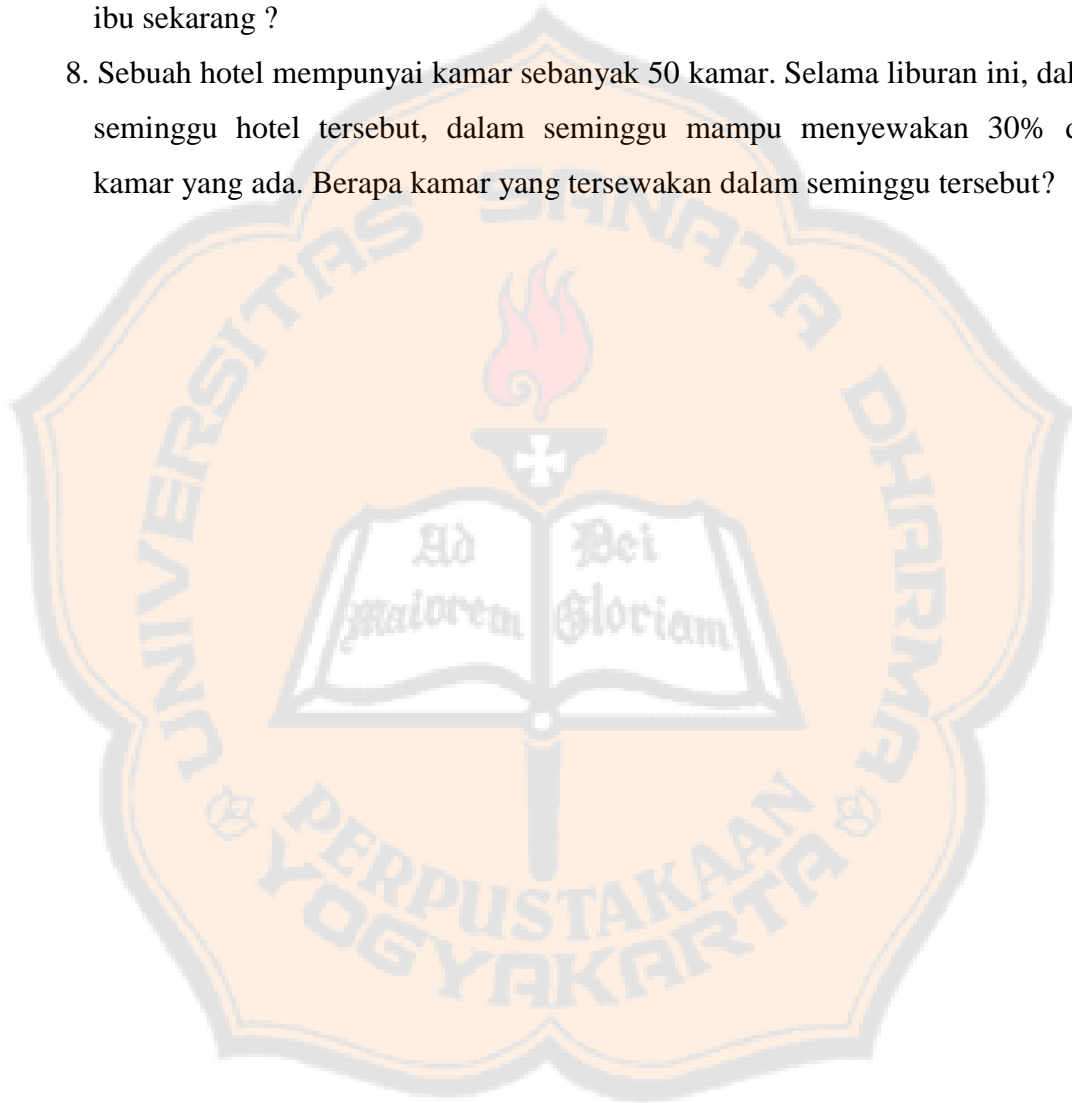 ibu sekarang ?
8. Sebuah hotel mempunyai kamar sebanyak 50 kamar. Selama liburan ini,
seminggu hotel tersebut, dalam seminggu mampu menyewakan 30%
kamar yang ada. Berapa kamar yang tersewakan dalam seminggu tersebut?
UNIVERSITAS SANATA DHARMA
Ad
Maiorem
Dei
Gloriam
PERPUSTAKAAN
YOGYAKARTA